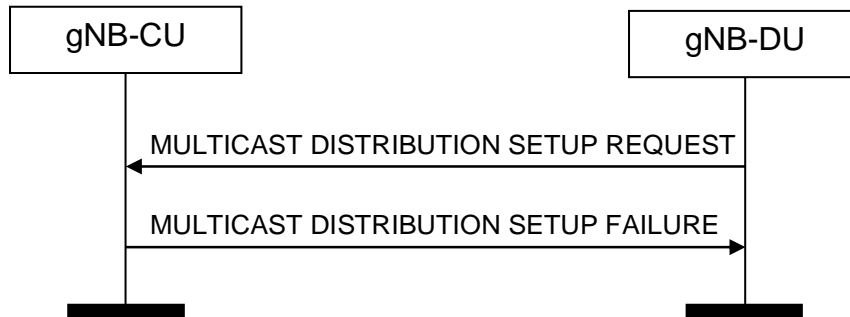 gNB-CU
gNB-DU
MULTICAST DISTRIBUTION SETUP REQUEST
MULTICAST DISTRIBUTION SETUP FAILURE